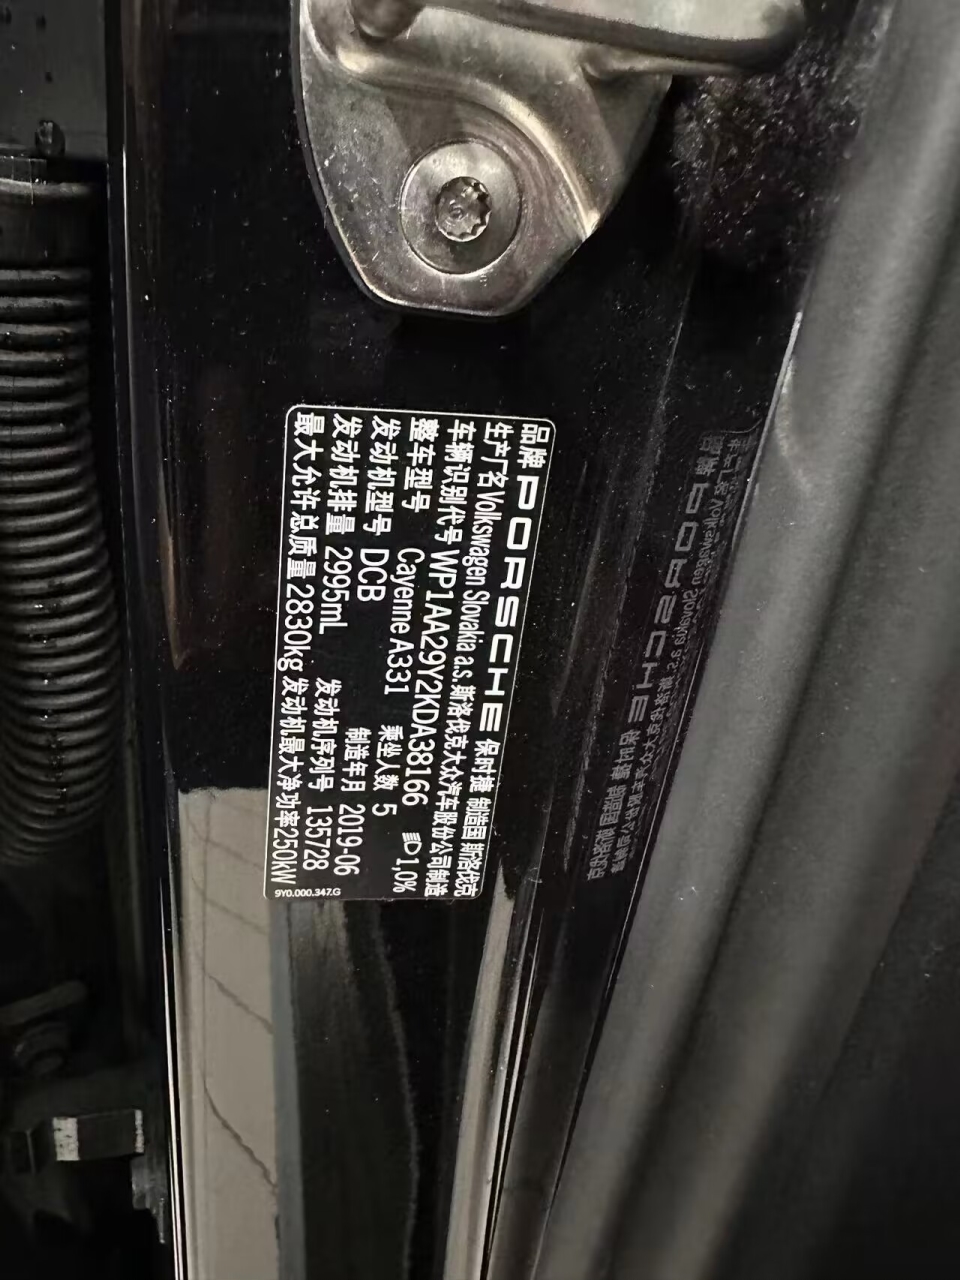 品牌 PORSCHE 保时捷 制造国 斯洛伐克
生产厂名 Volkswagen Slovakia a.s. 斯洛伐克大众汽车股份公司制造
车辆识别代号 WP1AA29Y2KDA38166
整车型号 Cayenne A331 乘坐人数 5 1,0%
发动机型号 DCB 制造年月 2019-06
发动机排量 2995mL 发动机序列号 135728
最大允许总质量 2830kg 发动机最大净功率250kW
9Y0.000.347.G